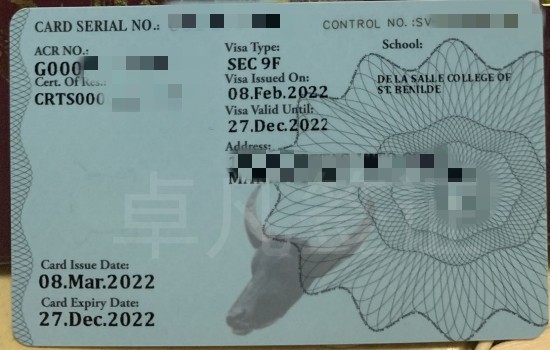 CARD SERIAL NO.:
CONTROL NO.:SV-
ACR NO.:
G000
Cert. Of Res.:
CRTS000
Visa Type:
SEC 9F
Visa Issued On:
08.Feb.2022
Visa Valid Until:
27.Dec.2022
Address:
School:
DE LA SALLE COLLEGE OF
ST. BENILDE
卓凡
Card Issue Date:
08.Mar.2022
Card Expiry Date:
27.Dec.2022